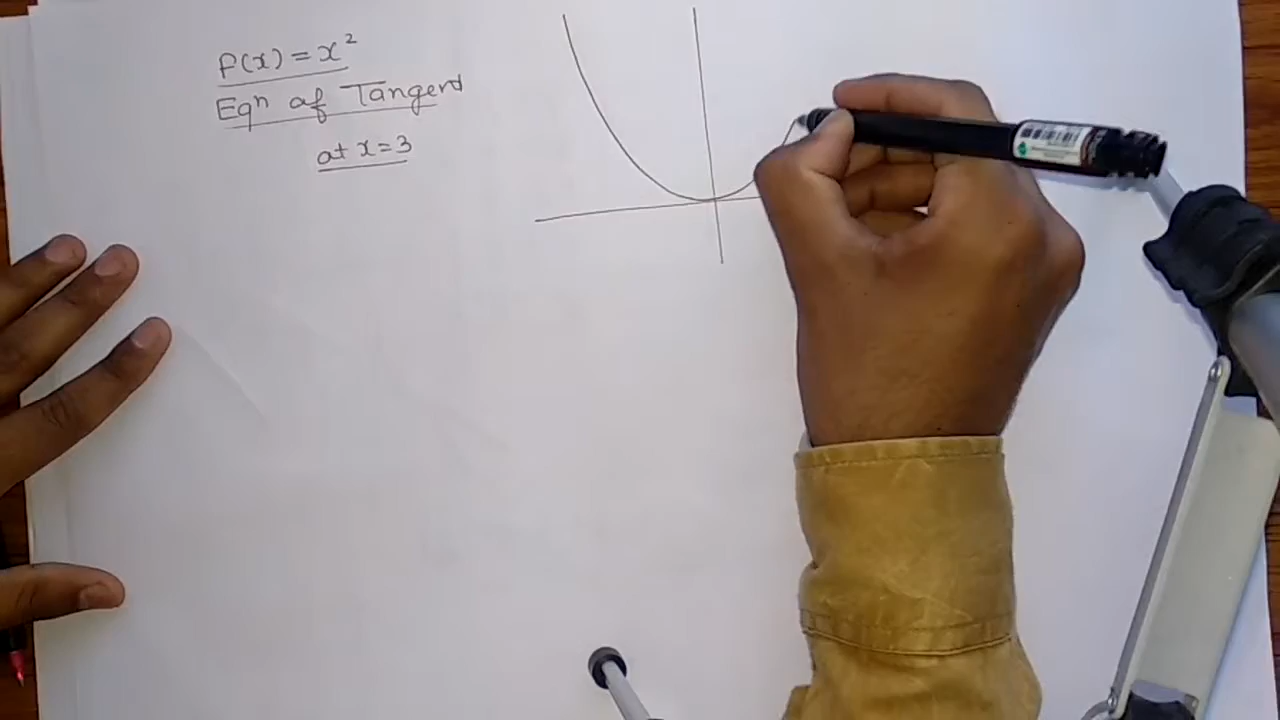 f(x) = x²
Eqⁿ of Tangent
at x = 3